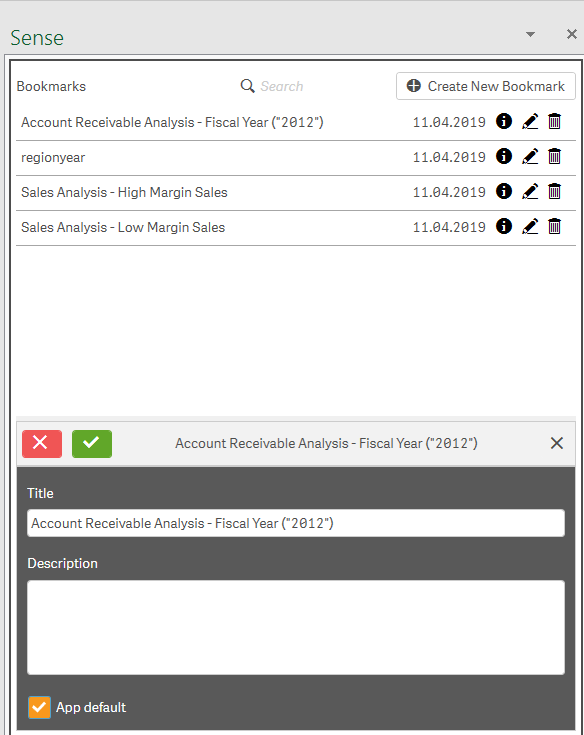 Sense
Bookmarks Search Create New Bookmark
Account Receivable Analysis - Fiscal Year ("2012") 11.04.2019
regionyear 11.04.2019
Sales Analysis - High Margin Sales 11.04.2019
Sales Analysis - Low Margin Sales 11.04.2019
Account Receivable Analysis - Fiscal Year ("2012")
Title
Account Receivable Analysis - Fiscal Year ("2012")
Description
App default